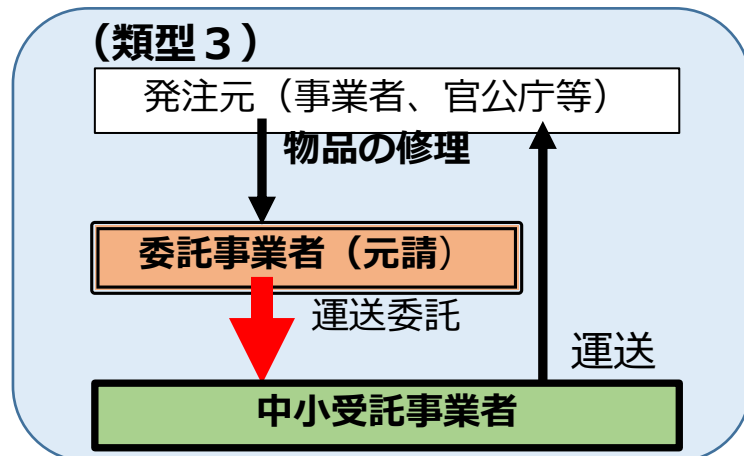 （類型３）
発注元（事業者、官公庁等）
物品の修理
委託事業者（元請）
運送委託
運送
中小受託事業者